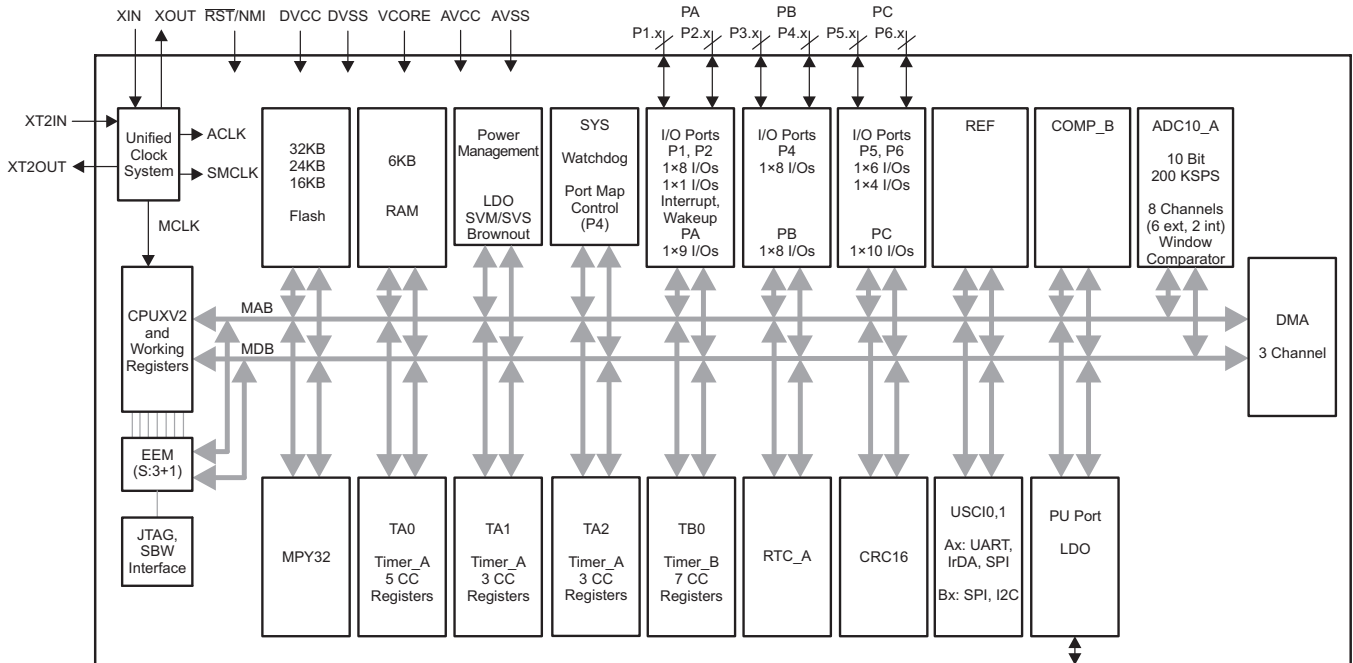 XIN XOUT RST/NMI DVCC DVSS VCORE AVCC AVSS
PA PB PC
P1.x P2.x P3.x P4.x P5.x P6.x
XT2IN
XT2OUT
Unified
Clock
System
ACLK
SMCLK
MCLK
32KB
24KB
16KB
Flash
6KB
RAM
Power
Management
LDO
SVM/SVS
Brownout
SYS
Watchdog
Port Map
Control
(P4)
I/O Ports
P1, P2
1×8 I/Os
1×1 I/Os
Interrupt,
Wakeup
PA
1×9 I/Os
I/O Ports
P4
1×8 I/Os
PB
1×8 I/Os
I/O Ports
P5, P6
1×6 I/Os
1×4 I/Os
PC
1×10 I/Os
REF
COMP_B
ADC10_A
10 Bit
200 KSPS
8 Channels
(6 ext, 2 int)
Window
Comparator
CPUXV2
and
Working
Registers
MAB
MDB
DMA
3 Channel
EEM
(S:3+1)
JTAG,
SBW
Interface
MPY32
TA0
Timer_A
5 CC
Registers
TA1
Timer_A
3 CC
Registers
TA2
Timer_A
3 CC
Registers
TB0
Timer_B
7 CC
Registers
RTC_A
CRC16
USCI0,1
Ax: UART,
IrDA, SPI
Bx: SPI, I2C
PU Port
LDO